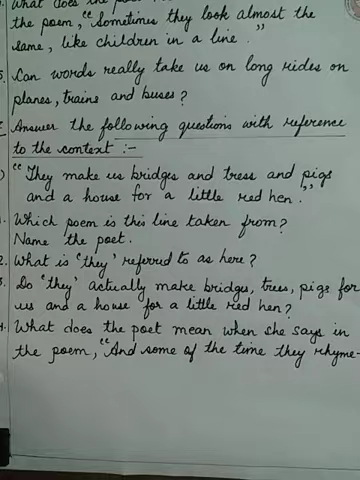 What does the poet
the poem, "Sometimes they look almost the
same, like children in a line."
5. Can words really take us on long rides on
planes, trains and buses?
Answer the following questions with reference
to the context :-
"They make us bridges and tress and pigs
and a house for a little red hen."
Which poem is this line taken from?
Name the poet.
2. What is 'they' referred to as here?
3. Do 'they' actually make bridges, trees, pigs for
us and a house for a little red hen?
4. What does the poet mean when she says in
the poem, "And some of the time they rhyme-